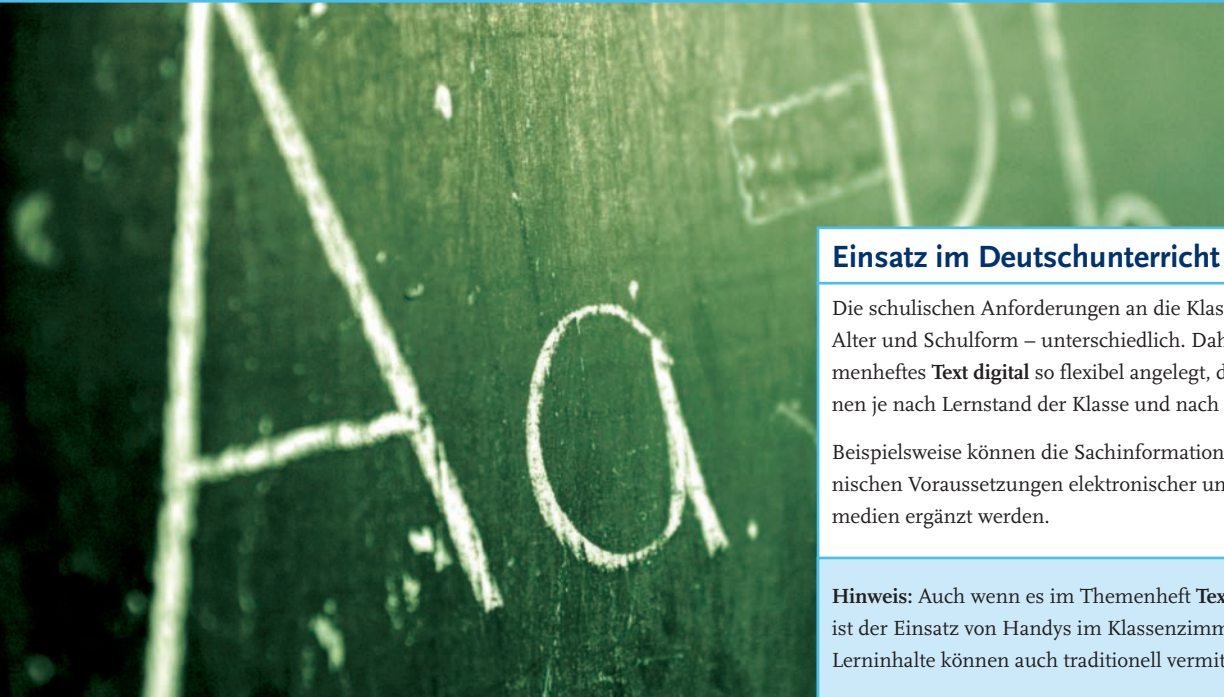 A a
Einsatz im Deutschunterricht
Die schulischen Anforderungen an die
Alter und Schulform – unterschiedlich.
menheftes Text digital so flexibel angelegt,
nen je nach Lernstand der Klasse und nach
Beispielsweise können die
nischen Voraussetzungen elektronischer
medien ergänzt werden.
Hinweis: Auch wenn es im Themenheft
ist der Einsatz von Handys im
Lerninhalte können auch traditionell